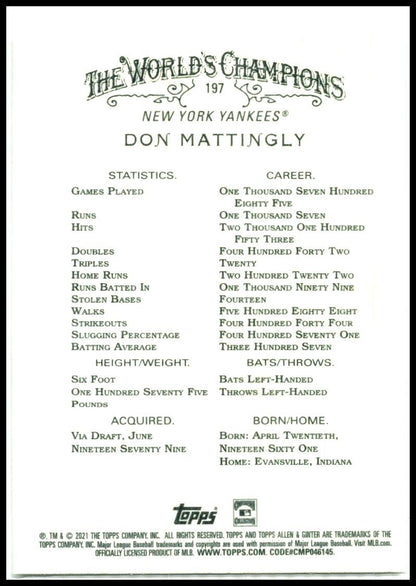 THE WORLD'S CHAMPIONS
197
NEW YORK YANKEES®
DON MATTINGLY
STATISTICS. CAREER.
GAMES PLAYED ONE THOUSAND SEVEN HUNDRED
EIGHTY FIVE
RUNS ONE THOUSAND SEVEN
HITS TWO THOUSAND ONE HUNDRED
FIFTY THREE
DOUBLES FOUR HUNDRED FORTY TWO
TRIPLES TWENTY
HOME RUNS TWO HUNDRED TWENTY TWO
RUNS BATTED IN ONE THOUSAND NINETY NINE
STOLEN BASES FOURTEEN
WALKS FIVE HUNDRED EIGHTY EIGHT
STRIKEOUTS FOUR HUNDRED FORTY FOUR
SLUGGING PERCENTAGE FOUR HUNDRED SEVENTY ONE
BATTING AVERAGE THREE HUNDRED SEVEN
HEIGHT/WEIGHT. BATS/THROWS.
SIX FOOT BATS LEFT-HANDED
ONE HUNDRED SEVENTY FIVE THROWS LEFT-HANDED
POUNDS
ACQUIRED. BORN/HOME.
VIA DRAFT, JUNE BORN: APRIL TWENTIETH,
NINETEEN SEVENTY NINE NINETEEN SIXTY ONE
HOME: EVANSVILLE, INDIANA
Topps
®, TM & © 2021 THE TOPPS COMPANY, INC. ALL RIGHTS RESERVED. TOPPS AND TOPPS ALLEN & GINTER ARE TRADEMARKS OF THE
TOPPS COMPANY, INC. Major League Baseball trademarks and copyrights are used with permission of Major League Baseball. Visit MLB.com.
OFFICIALLY LICENSED PRODUCT OF MLB. WWW.TOPPS.COM. CODE#CMP046145.